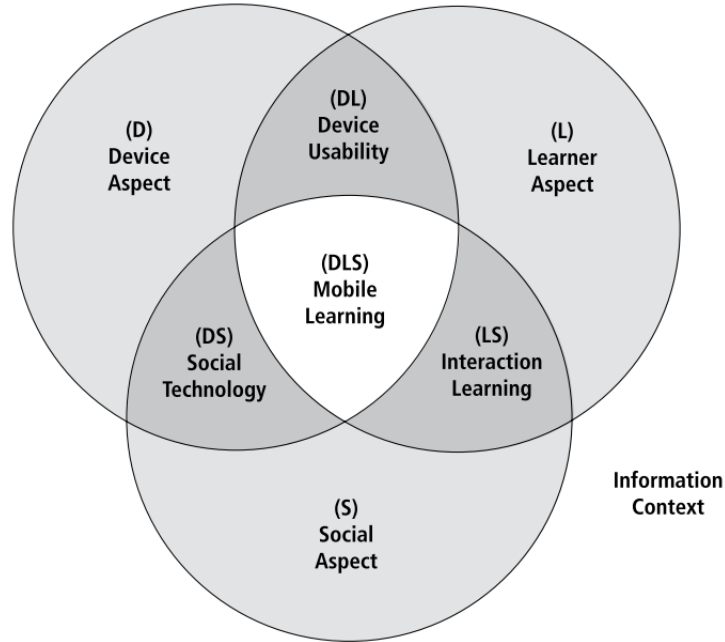 (DL)
Device
Usability
(D)
Device
Aspect
(L)
Learner
Aspect
(DLS)
Mobile
Learning
(DS)
Social
Technology
(LS)
Interaction
Learning
Information
Context
(S)
Social
Aspect